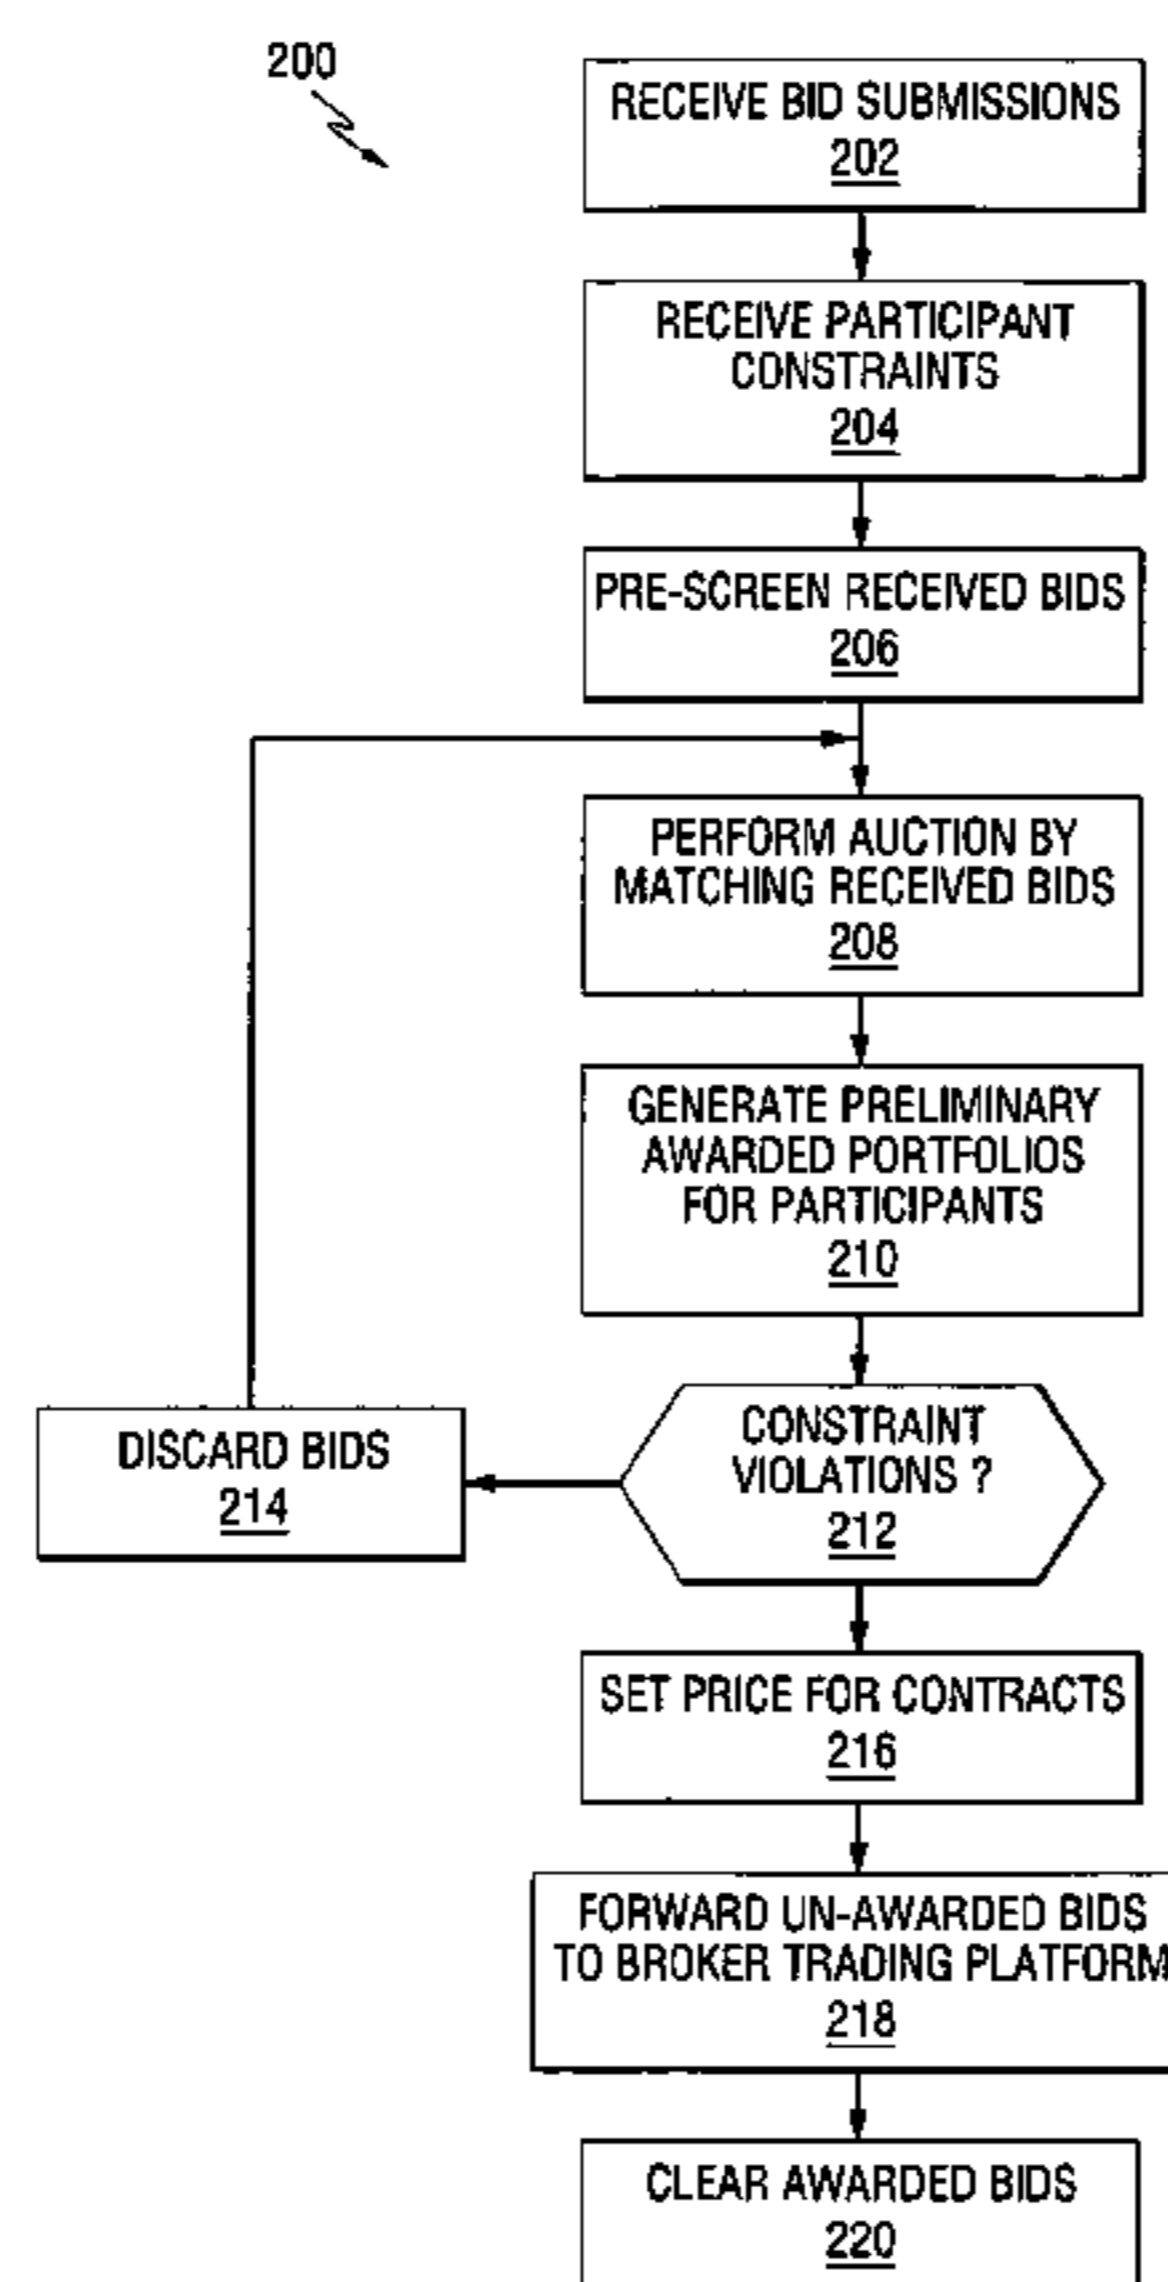 200
RECEIVE BID SUBMISSIONS
202
RECEIVE PARTICIPANT
CONSTRAINTS
204
PRE-SCREEN RECEIVED BIDS
206
PERFORM AUCTION BY
MATCHING RECEIVED BIDS
208
GENERATE PRELIMINARY
AWARDED PORTFOLIOS
FOR PARTICIPANTS
210
CONSTRAINT
VIOLATIONS ?
212
DISCARD BIDS
214
SET PRICE FOR CONTRACTS
216
FORWARD UN-AWARDED BIDS
TO BROKER TRADING PLATFORM
218
CLEAR AWARDED BIDS
220